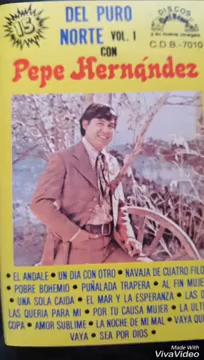 DEL PURO
NORTE VOL. 1
CON
Pepe Hernández
15
DISCOS
C.D.B.-7010
• EL ANDALE • UN DIA CON OTRO • NAVAJA DE CUATRO FILO
POBRE BOHEMIO • PUÑALADA TRAPERA • AL FIN MUJE
UNA SOLA CAIDA • EL MAR Y LA ESPERANZA • LAS
LAS QUERIA PARA MI • POR TU CAUSA MUJER • LA ULTI
COPA • AMOR SUBLIME • LA NOCHE DE MI MAL • VAYA QUE
VAYA • SEA POR DIOS •
Made With
VivaVideo